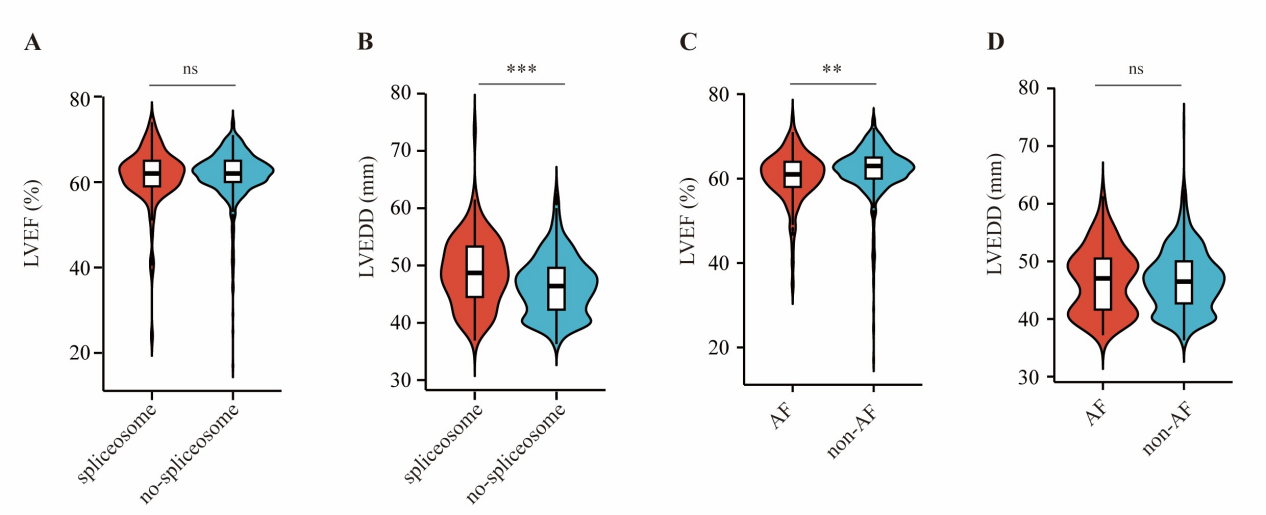 A
B
C
D
ns
***
**
ns
LVEF (%)
80
60
40
20
spliceosome
no-spliceosome
LVEDD (mm)
80
70
60
50
40
30
spliceosome
no-spliceosome
LVEF (%)
80
60
40
20
AF
non-AF
LVEDD (mm)
80
70
60
50
40
30
AF
non-AF